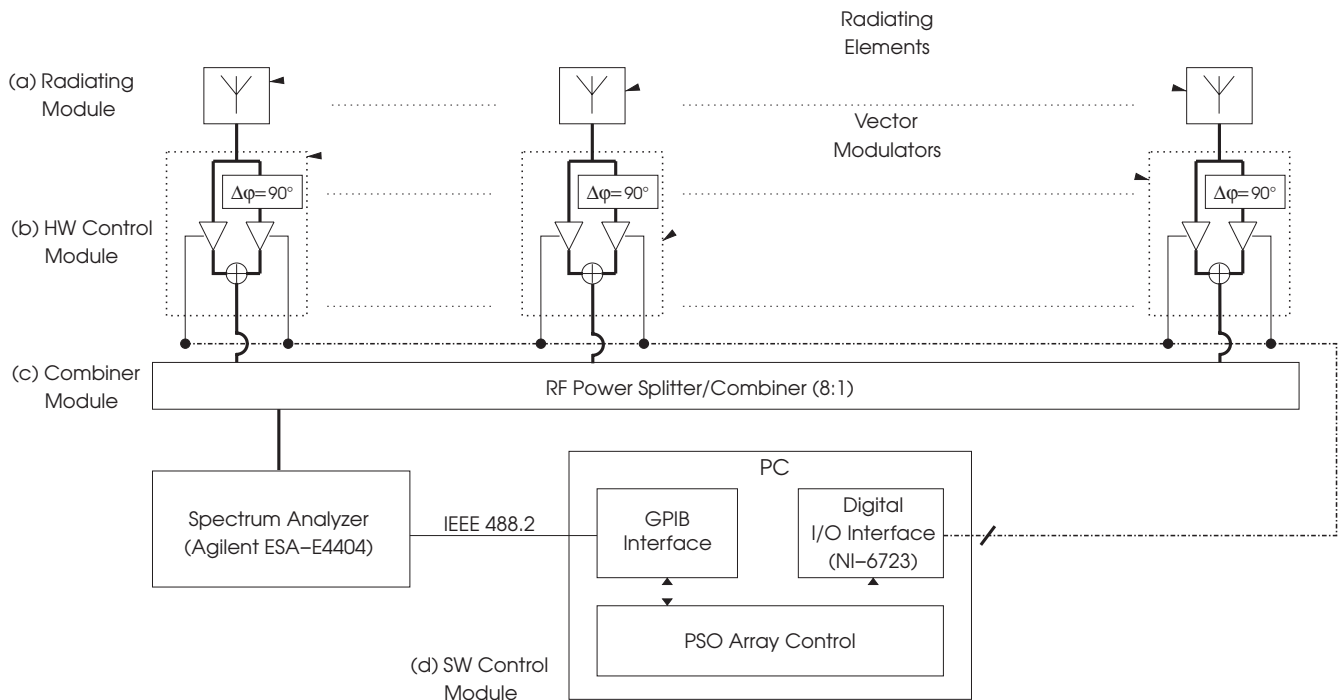 Radiating
Elements
(a) Radiating
Module
Vector
Modulators
Δφ=90°
Δφ=90°
Δφ=90°
(b) HW Control
Module
(c) Combiner
Module
RF Power Splitter/Combiner (8:1)
PC
Spectrum Analyzer
(Agilent ESA–E4404)
IEEE 488.2
GPIB
Interface
Digital
I/O Interface
(NI–6723)
PSO Array Control
(d) SW Control
Module